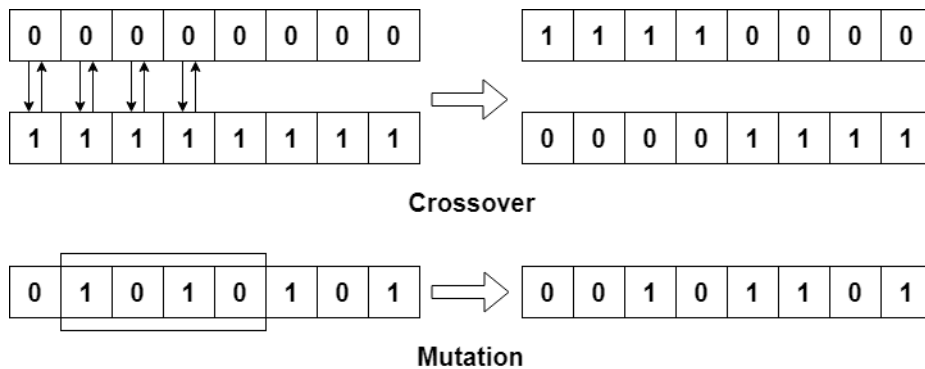 0 0 0 0 0 0 0 0 1 1 1 1 0 0 0 0
1 1 1 1 1 1 1 1 0 0 0 0 1 1 1 1
Crossover
0 1 0 1 0 1 0 1 0 0 1 0 1 1 0 1
Mutation